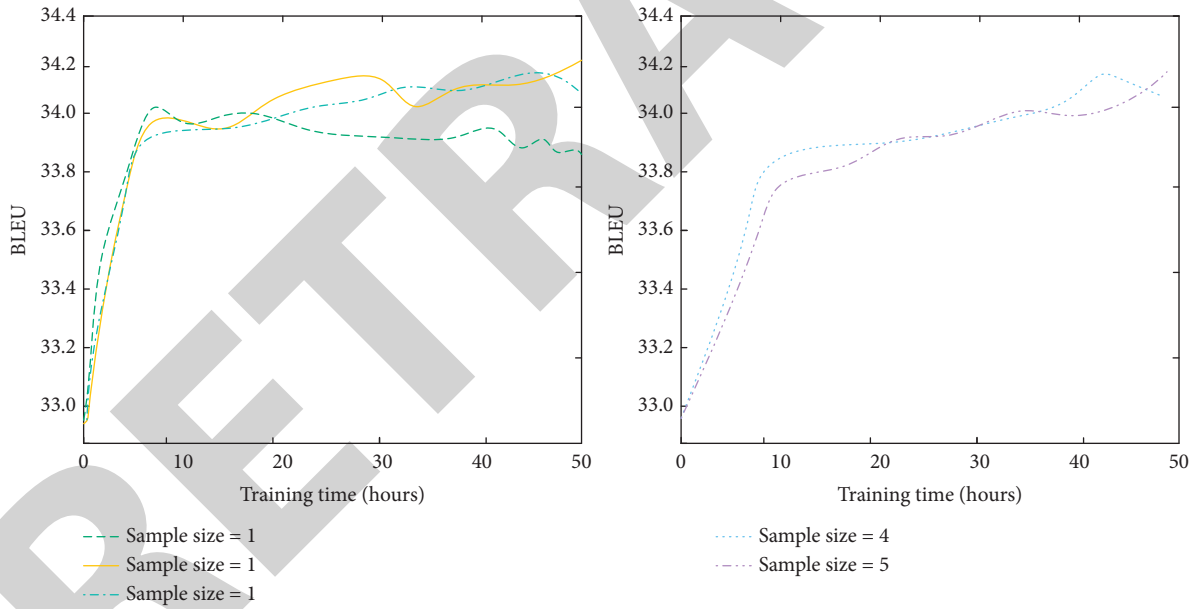 34.4
34.2
34.0
33.8
33.6
33.4
33.2
33.0
BLEU
0 10 20 30 40 50
Training time (hours)
Sample size = 1
Sample size = 1
Sample size = 1
34.4
34.2
34.0
33.8
33.6
33.4
33.2
33.0
BLEU
0 10 20 30 40 50
Training time (hours)
Sample size = 4
Sample size = 5
RETRA